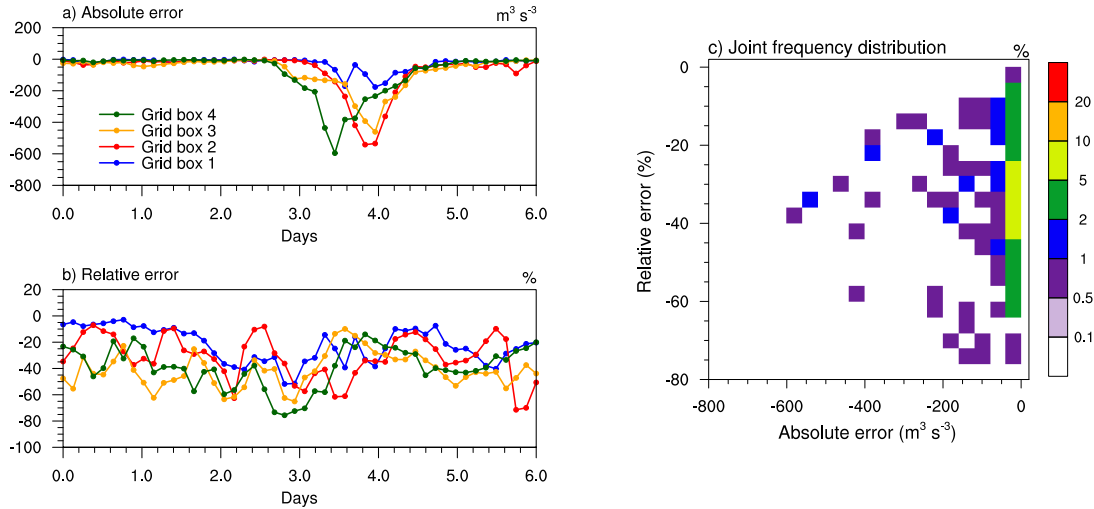 a) Absolute error
m³ s⁻³
200
0
-200
-400
-600
-800
Grid box 4
Grid box 3
Grid box 2
Grid box 1
0.0 1.0 2.0 3.0 4.0 5.0 6.0
Days
b) Relative error
%
20
0
-20
-40
-60
-80
-100
0.0 1.0 2.0 3.0 4.0 5.0 6.0
Days
c) Joint frequency distribution
%
0
-20
-40
-60
-80
Relative error (%)
-800 -600 -400 -200 0
Absolute error (m³ s⁻³)
20
10
5
2
1
0.5
0.1